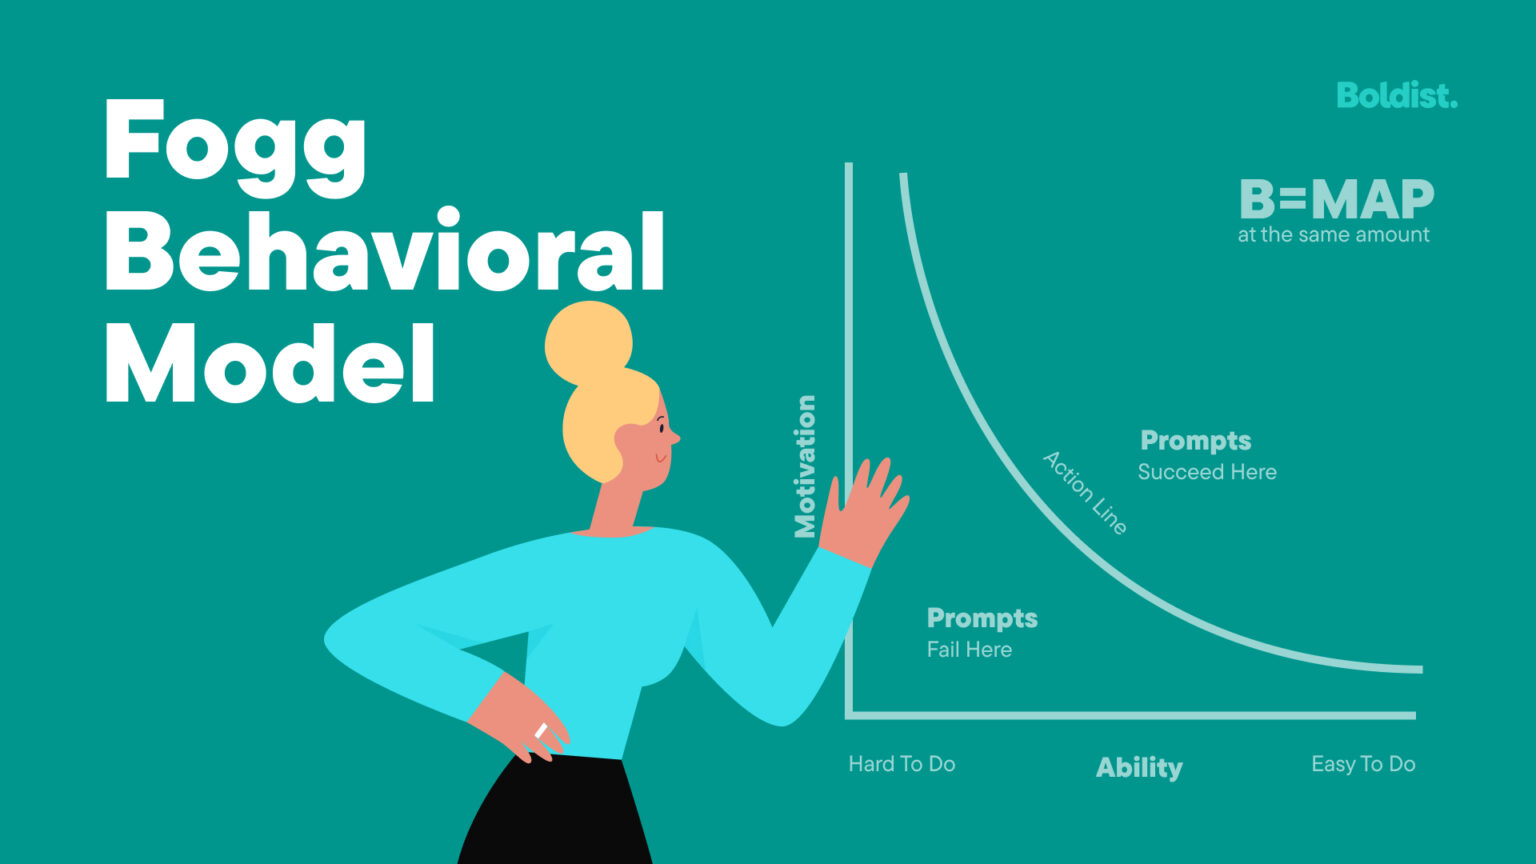 Fogg
Behavioral
Model
Boldist.
B=MAP
at the same amount
Motivation
Action Line
Prompts
Succeed Here
Prompts
Fail Here
Hard To Do
Ability
Easy To Do